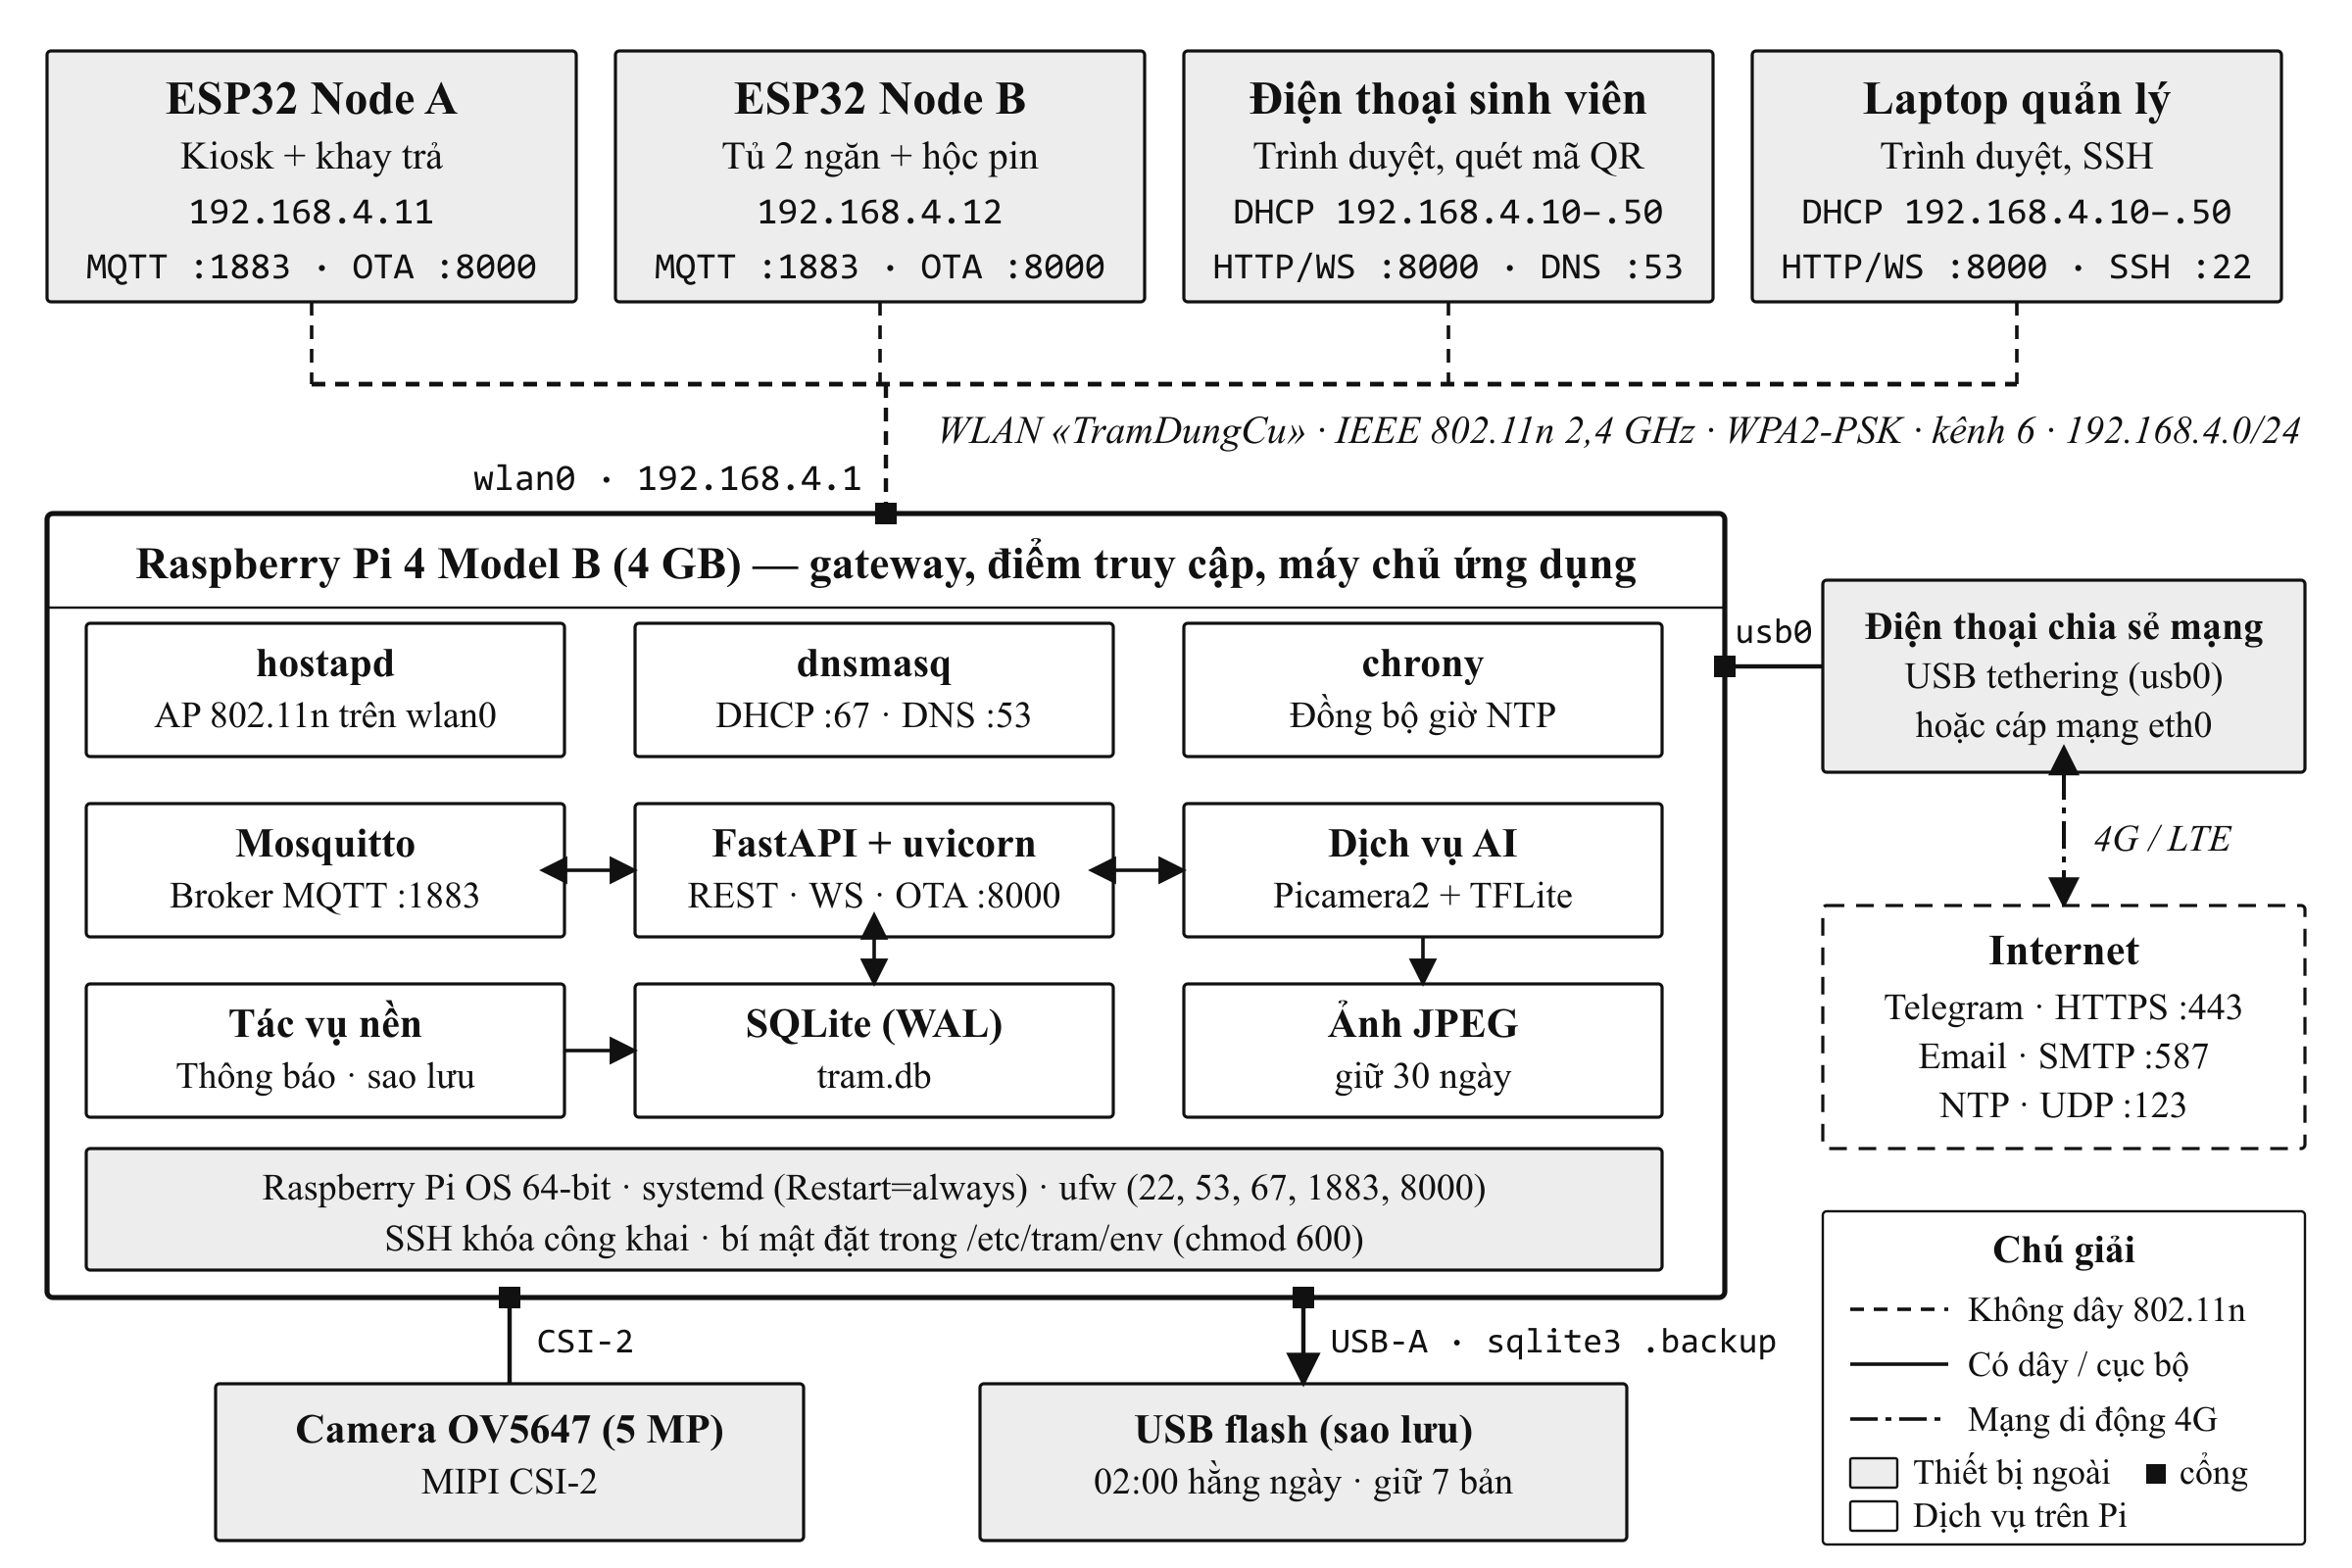 ESP32 Node A
Kiosk + khay trả
192.168.4.11
MQTT :1883 · OTA :8000
ESP32 Node B
Tủ 2 ngăn + hộc pin
192.168.4.12
MQTT :1883 · OTA :8000
Điện thoại sinh viên
Trình duyệt, quét mã QR
DHCP 192.168.4.10–.50
HTTP/WS :8000 · DNS :53
Laptop quản lý
Trình duyệt, SSH
DHCP 192.168.4.10–.50
HTTP/WS :8000 · SSH :22
WLAN «TramDungCu» · IEEE 802.11n 2,4 GHz · WPA2-PSK · kênh 6 · 192.168.4.0/24
wlan0 · 192.168.4.1
Raspberry Pi 4 Model B (4 GB) — gateway, điểm truy cập, máy chủ ứng dụng
hostapd
AP 802.11n trên wlan0
dnsmasq
DHCP :67 · DNS :53
chrony
Đồng bộ giờ NTP
Mosquitto
Broker MQTT :1883
FastAPI + uvicorn
REST · WS · OTA :8000
Dịch vụ AI
Picamera2 + TFLite
Tác vụ nền
Thông báo · sao lưu
SQLite (WAL)
tram.db
Ảnh JPEG
giữ 30 ngày
Raspberry Pi OS 64-bit · systemd (Restart=always) · ufw (22, 53, 67, 1883, 8000)
SSH khóa công khai · bí mật đặt trong /etc/tram/env (chmod 600)
usb0
Điện thoại chia sẻ mạng
USB tethering (usb0)
hoặc cáp mạng eth0
4G / LTE
Internet
Telegram · HTTPS :443
Email · SMTP :587
NTP · UDP :123
CSI-2
USB-A · sqlite3 .backup
Camera OV5647 (5 MP)
MIPI CSI-2
USB flash (sao lưu)
02:00 hằng ngày · giữ 7 bản
Chú giải
Không dây 802.11n
Có dây / cục bộ
Mạng di động 4G
Thiết bị ngoài
cổng
Dịch vụ trên Pi